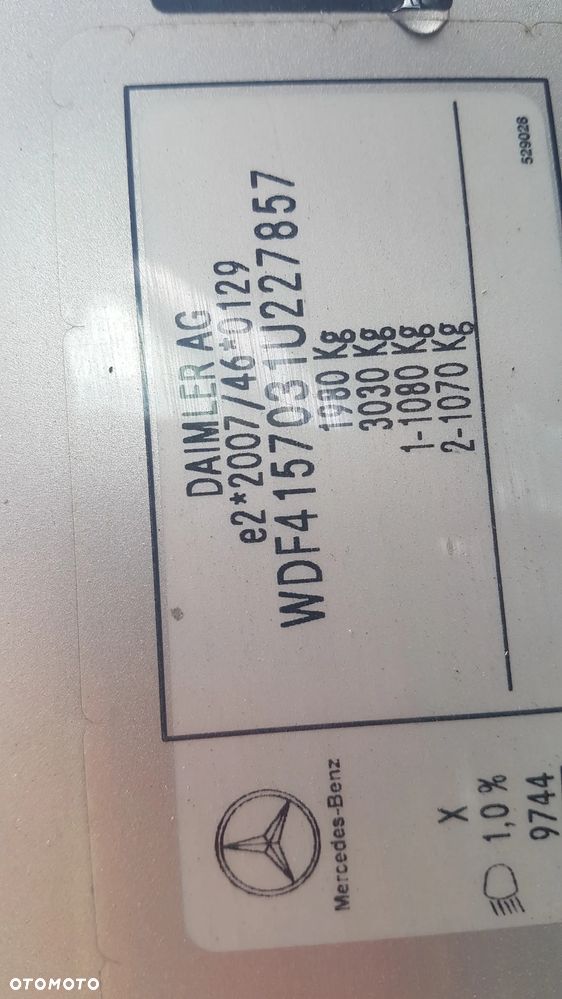 DAIMLER AG
e2*2007/46*0129
WDF4157031U227857
1980 Kg
3030 Kg
1-1080 Kg
2-1070 Kg
529028
Mercedes-Benz
X
1,0 %
9744
OTOMOTO